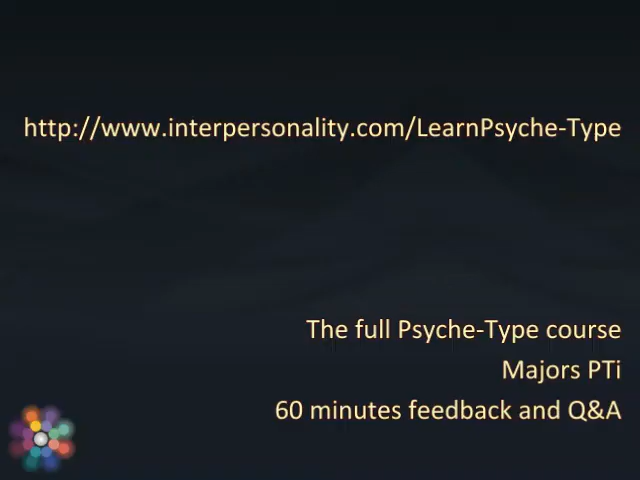 http://www.interpersonality.com/LearnPsyche-Type
The full Psyche-Type course
Majors PTi
60 minutes feedback and Q&A